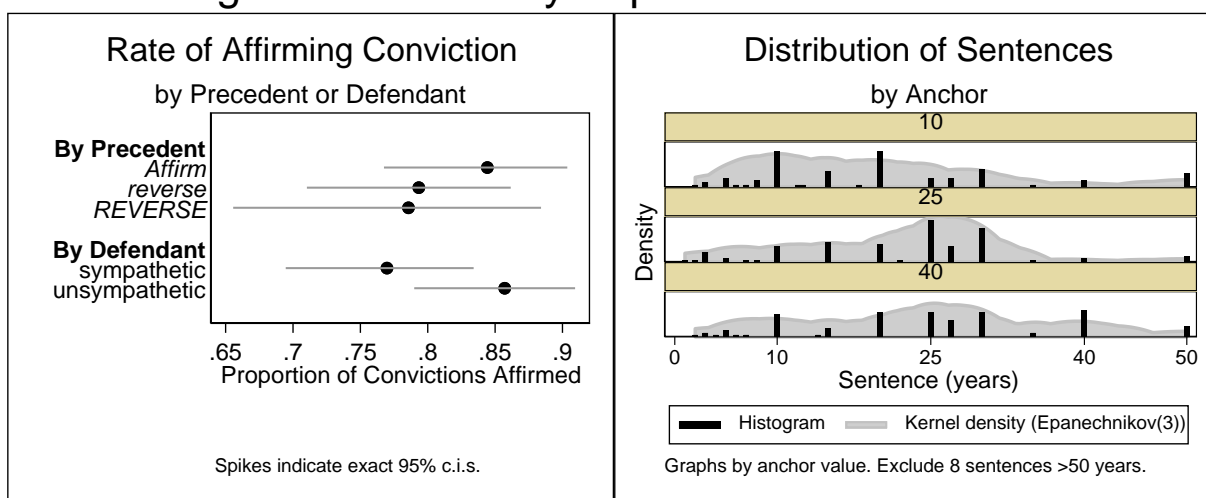 Rate of Affirming Conviction
by Precedent or Defendant
By Precedent
Affirm
reverse
REVERSE
By Defendant
sympathetic
unsympathetic
.65 .7 .75 .8 .85 .9
Proportion of Convictions Affirmed
Spikes indicate exact 95% c.i.s.
Distribution of Sentences
by Anchor
10
25
40
Density
0 10 25 40 50
Sentence (years)
Histogram Kernel density (Epanechnikov(3))
Graphs by anchor value. Exclude 8 sentences >50 years.